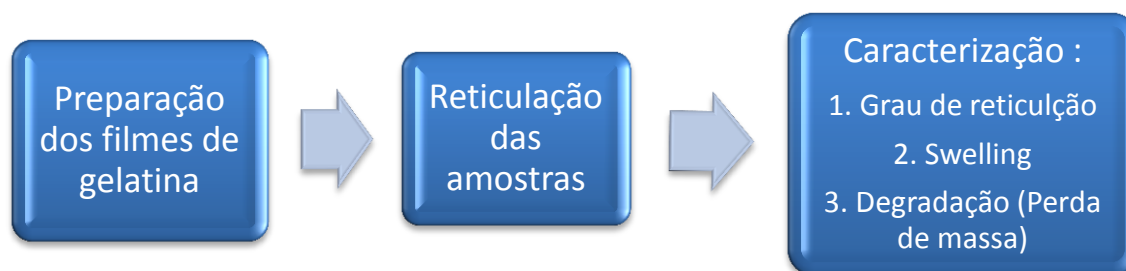 Preparação
dos filmes de
gelatina
Reticulação
das
amostras
Caracterização :
1. Grau de reticulção
2. Swelling
3. Degradação (Perda
de massa)